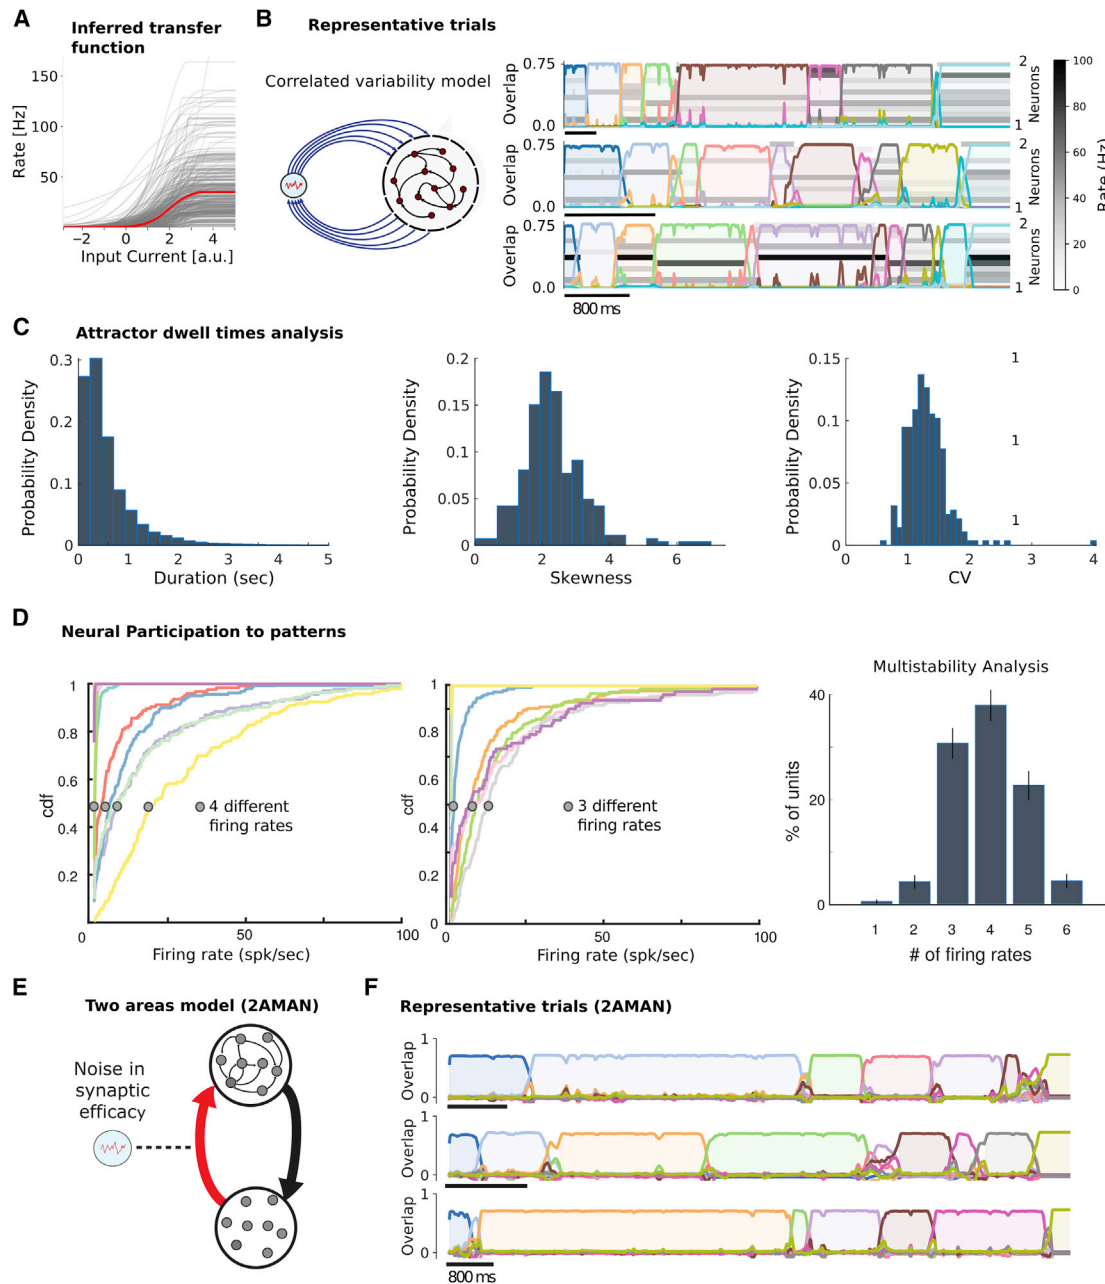 A
Inferred transfer
function
150
100
50
Rate [Hz]
−2
0
2
4
Input Current [a.u.]
B
Representative trials
Correlated variability model
0.75
Overlap
0.0
2
Neurons
1
0.75
Overlap
0.0
2
Neurons
1
0.75
Overlap
0.0
2
Neurons
1
800 ms
100
80
60
40
20
0
Rate (Hz)
C
Attractor dwell times analysis
0.3
0.2
0.1
0
Probability Density
0
1
2
3
4
5
Duration (sec)
0.2
0.15
0.1
0.05
0
Probability Density
0
2
4
6
Skewness
0.15
0.1
0.05
0
Probability Density
0
1
2
3
4
CV
1
1
1
D
Neural Participation to patterns
1
0.8
0.6
0.4
0.2
cdf
4 different
firing rates
0
50
100
Firing rate (spk/sec)
1
0.8
0.6
0.4
0.2
0
cdf
3 different
firing rates
0
50
100
Firing rate (spk/sec)
Multistability Analysis
40
20
0
% of units
1
2
3
4
5
6
# of firing rates
E
Two areas model (2AMAN)
Noise in
synaptic
efficacy
F
Representative trials (2AMAN)
1
Overlap
0
1
Overlap
0
1
Overlap
0
800 ms